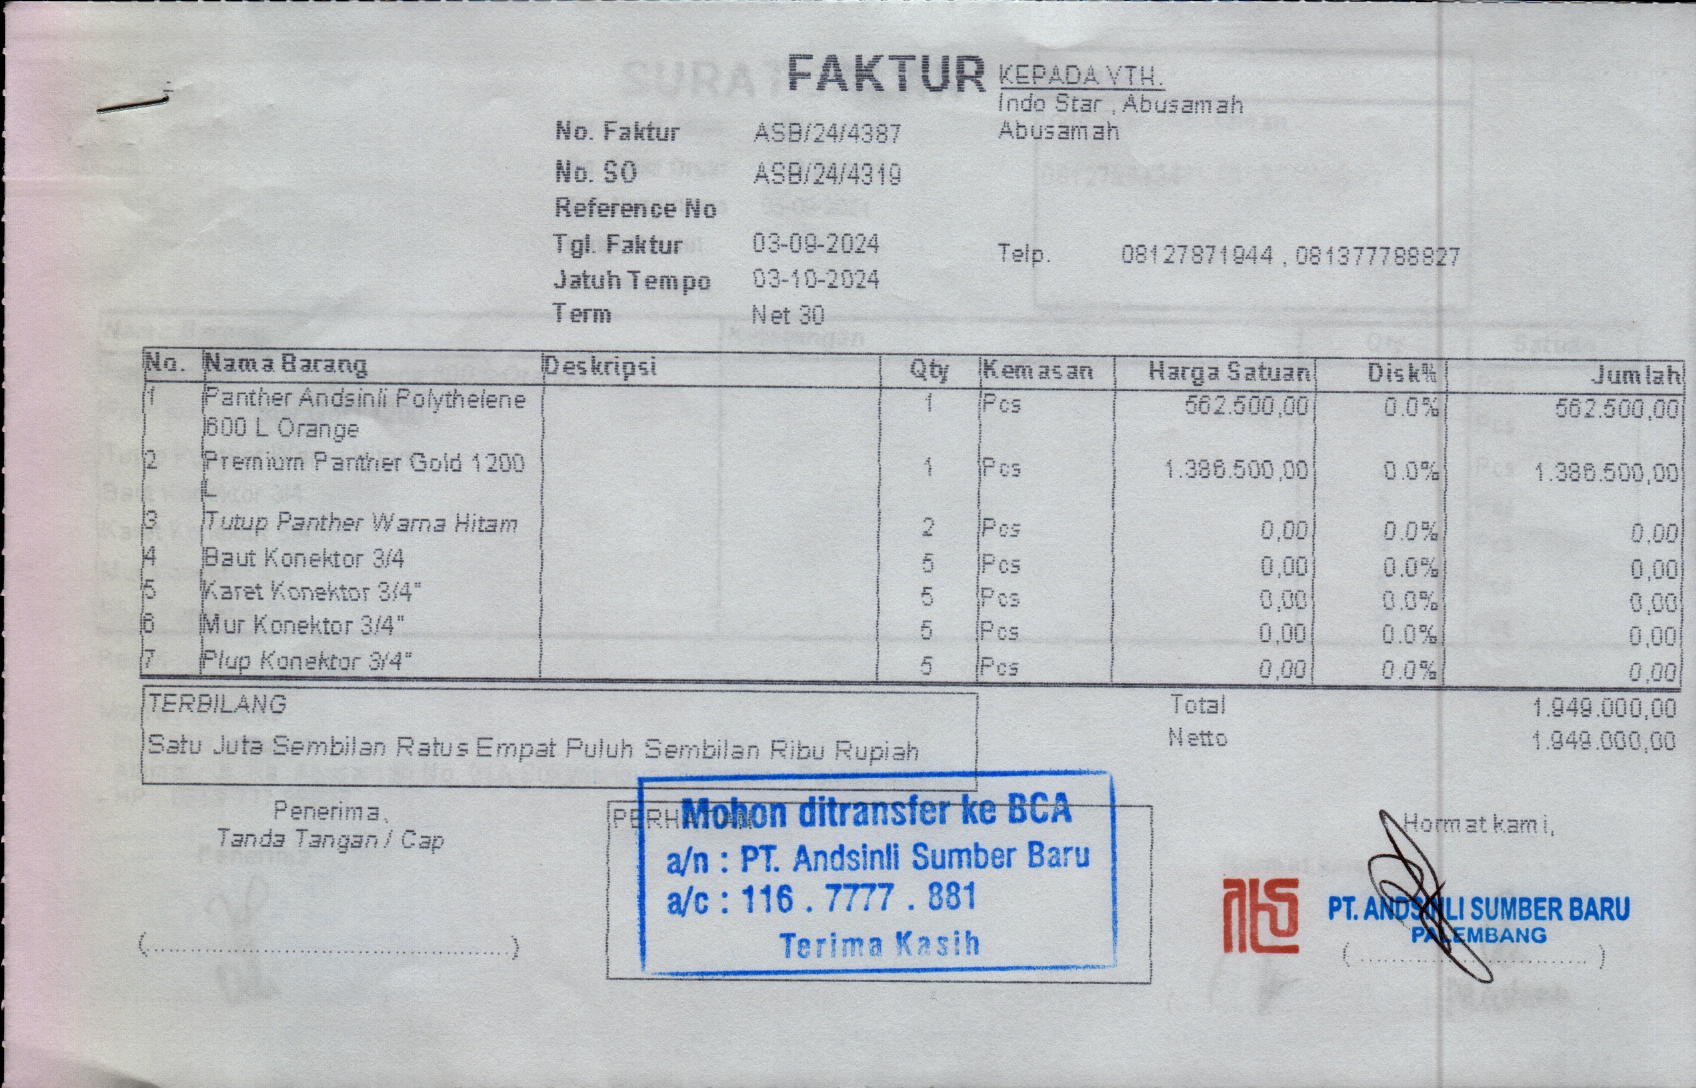 FAKTUR
KEPADA YTH.
Indo Star , Abusamah
Abusamah
No. Faktur ASB/24/4387
No. SO ASB/24/4319
Reference No
Tgl. Faktur 03-09-2024
Telp. 08127871944 , 081377788827
Jatuh Tempo 03-10-2024
Term Net 30
No. Nama Barang Deskripsi Qty Kemasan Harga Satuan Disk% Jumlah
1 Panther Andsinli Polythelene 1 Pcs 562.500,00 0.0% 562.500,00
600 L Orange
2 Premium Panther Gold 1200 1 Pcs 1.386.500,00 0.0% 1.386.500,00
L
3 Tutup Panther Warna Hitam 2 Pcs 0,00 0.0% 0,00
4 Baut Konektor 3/4 5 Pcs 0,00 0.0% 0,00
5 Karet Konektor 3/4" 5 Pcs 0,00 0.0% 0,00
6 Mur Konektor 3/4" 5 Pcs 0,00 0.0% 0,00
7 Plup Konektor 3/4" 5 Pcs 0,00 0.0% 0,00
TERBILANG
Satu Juta Sembilan Ratus Empat Puluh Sembilan Ribu Rupiah
Total 1.949.000,00
Netto 1.949.000,00
Penerima,
Tanda Tangan / Cap
PERHATIAN
Mohon ditransfer ke BCA
a/n : PT. Andsinli Sumber Baru
a/c : 116 . 7777 . 881
Terima Kasih
Hormat kami,
PT. ANDSINLI SUMBER BARU
PALEMBANG